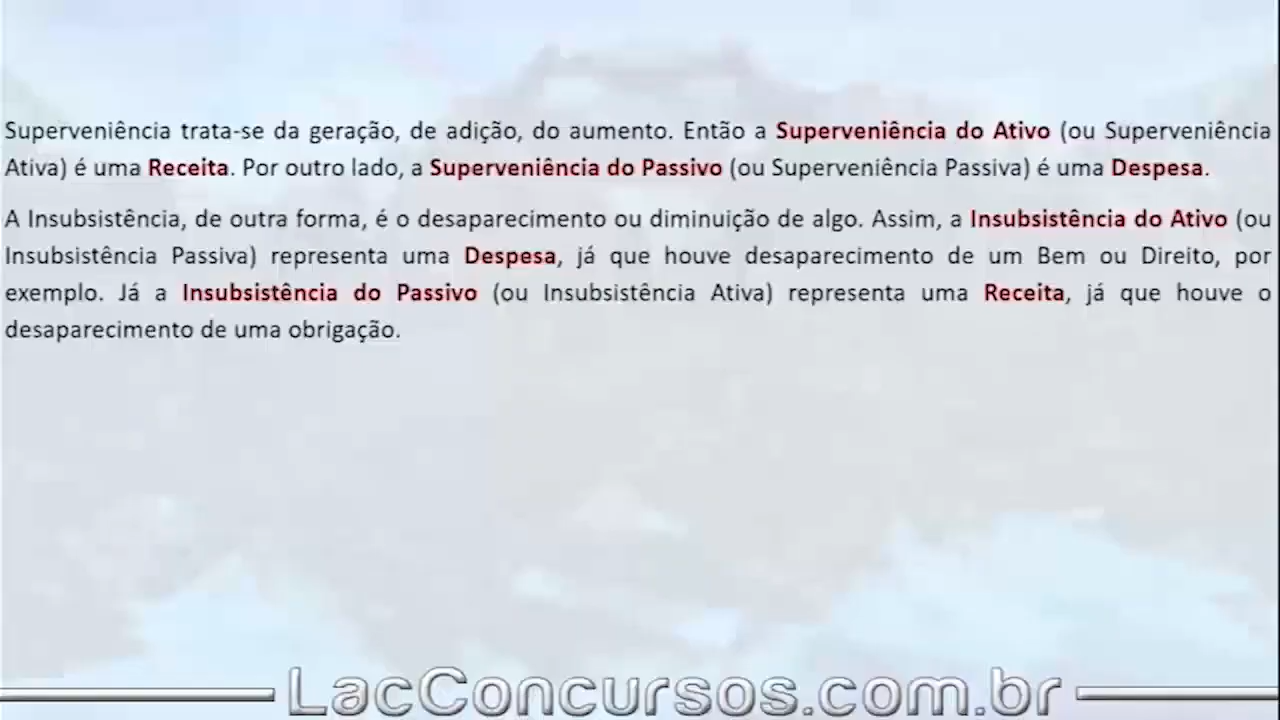 Superveniência trata-se da geração, de adição, do aumento. Então a Superveniência do Ativo (ou Superveniência
Ativa) é uma Receita. Por outro lado, a Superveniência do Passivo (ou Superveniência Passiva) é uma Despesa.
A Insubsistência, de outra forma, é o desaparecimento ou diminuição de algo. Assim, a Insubsistência do Ativo (ou
Insubsistência Passiva) representa uma Despesa, já que houve desaparecimento de um Bem ou Direito, por
exemplo. Já a Insubsistência do Passivo (ou Insubsistência Ativa) representa uma Receita, já que houve o
desaparecimento de uma obrigação.
LacConcursos.com.br